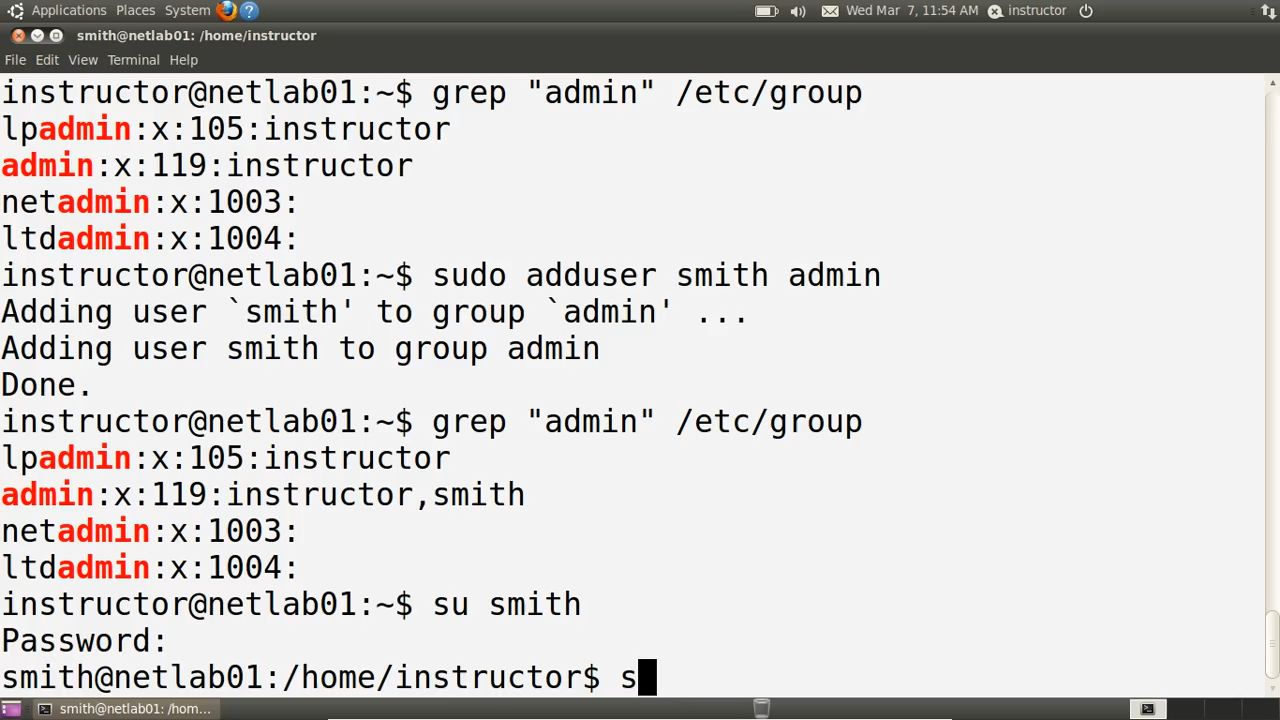 Applications Places System Wed Mar 7, 11:54 AM instructor
smith@netlab01: /home/instructor
File Edit View Terminal Help
instructor@netlab01:~$ grep "admin" /etc/group
lpadmin:x:105:instructor
admin:x:119:instructor
netadmin:x:1003:
ltdadmin:x:1004:
instructor@netlab01:~$ sudo adduser smith admin
Adding user `smith' to group `admin' ...
Adding user smith to group admin
Done.
instructor@netlab01:~$ grep "admin" /etc/group
lpadmin:x:105:instructor
admin:x:119:instructor,smith
netadmin:x:1003:
ltdadmin:x:1004:
instructor@netlab01:~$ su smith
Password:
smith@netlab01:/home/instructor$ s
smith@netlab01: /hom...